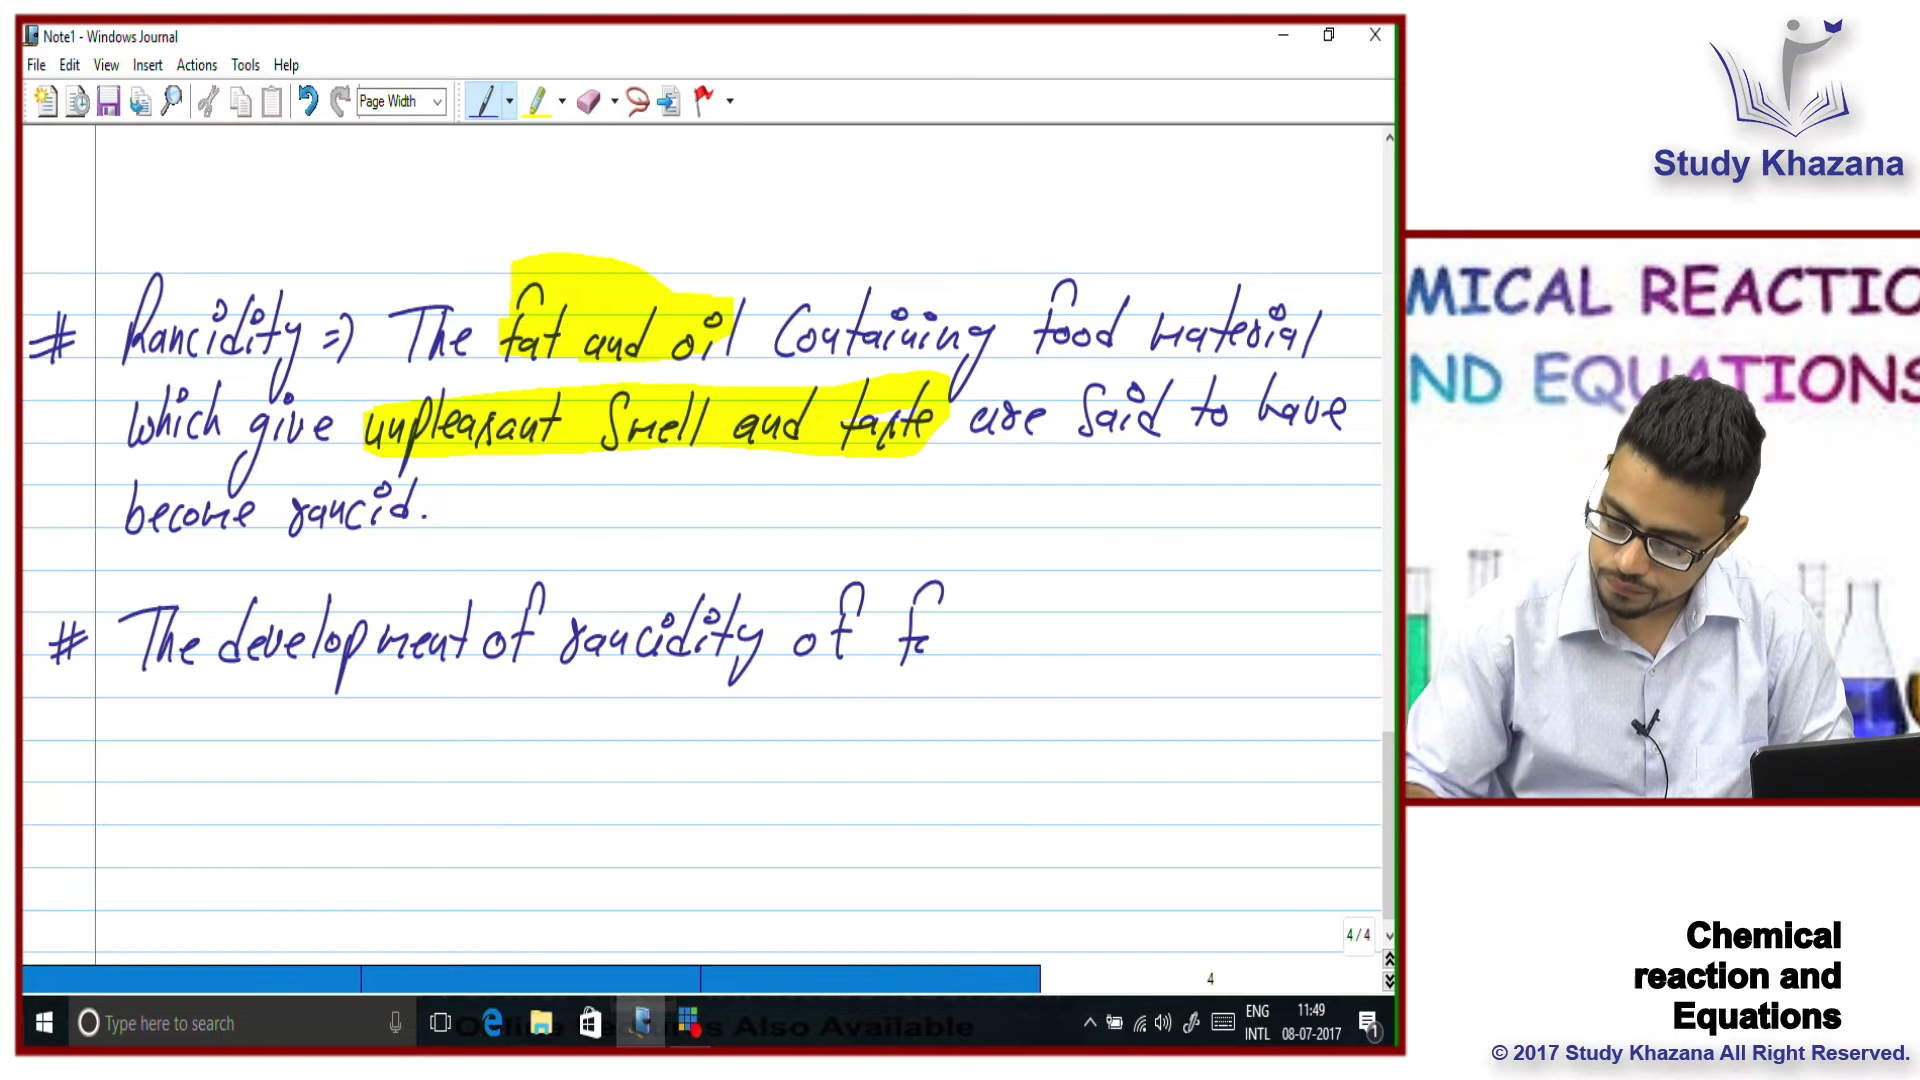 Note1 - Windows Journal
File Edit View Insert Actions Tools Help
Page Width
Study Khazana
# Rancidity => The fat and oil Containing food material
which give unpleasant Smell and taste are Said to have
become rancid.
# The development of rancidity of
MICAL REACTIO
ND EQUATIONS
4 / 4
4
Type here to search
Also Available
ENG
INTL
11:49
08-07-2017
1
Chemical
reaction and
Equations
© 2017 Study Khazana All Right Reserved.